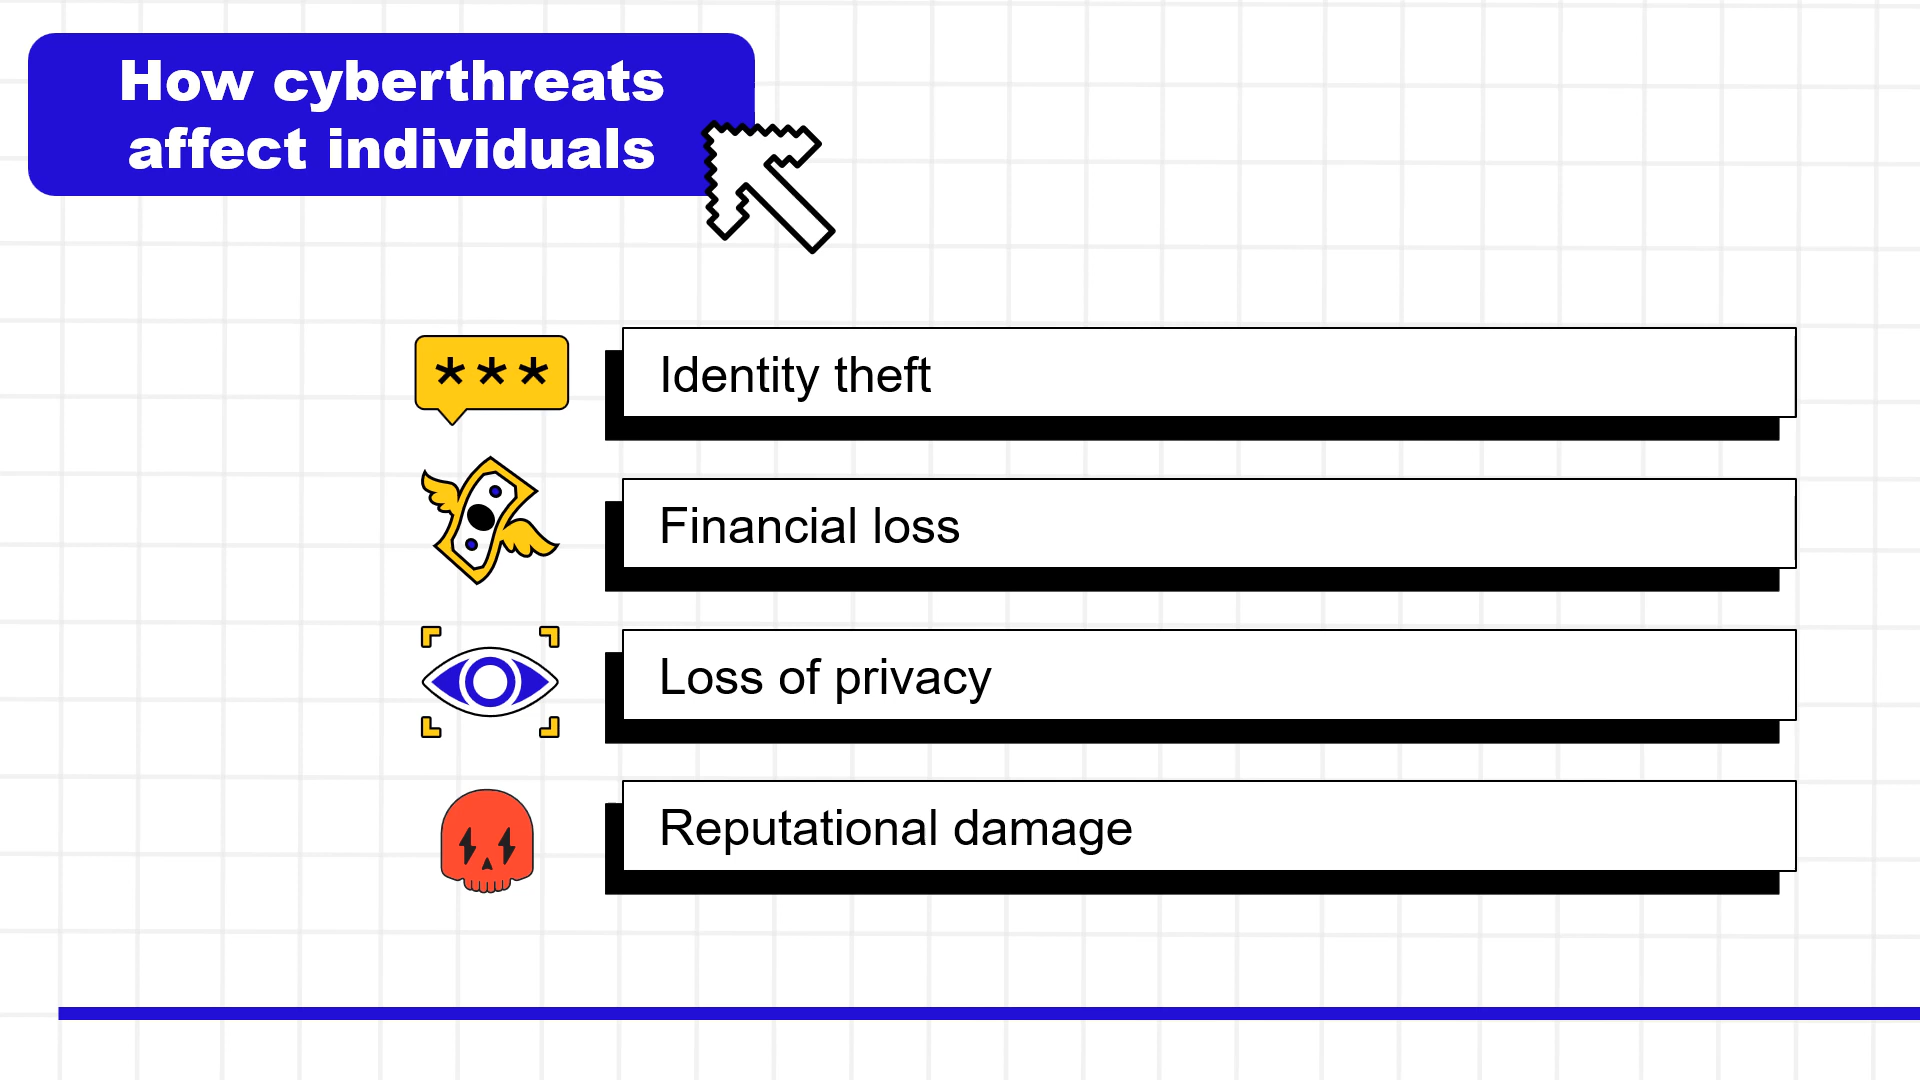 How cyberthreats
affect individuals
***
Identity theft
Financial loss
Loss of privacy
Reputational damage